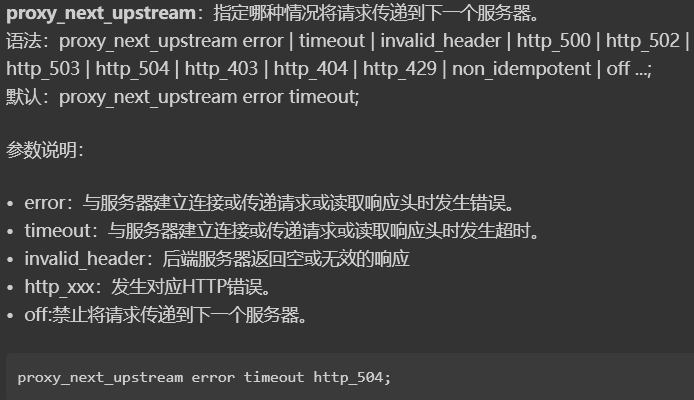 proxy_next_upstream：指定哪种情况将请求传递到下一个服务器。
语法：proxy_next_upstream error | timeout | invalid_header | http_500 | http_502 |
http_503 | http_504 | http_403 | http_404 | http_429 | non_idempotent | off ...;
默认：proxy_next_upstream error timeout;
参数说明：
• error：与服务器建立连接或传递请求或读取响应头时发生错误。
• timeout：与服务器建立连接或传递请求或读取响应头时发生超时。
• invalid_header：后端服务器返回空或无效的响应
• http_xxx：发生对应HTTP错误。
• off:禁止将请求传递到下一个服务器。
proxy_next_upstream error timeout http_504;